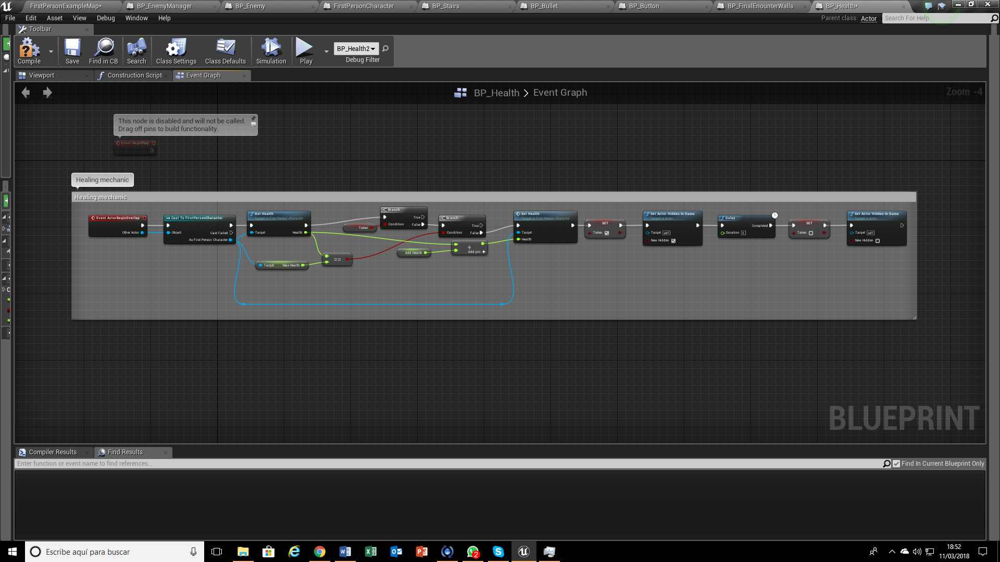 FirstPersonExampleMap*
BP_EnemyManager
BP_Enemy
FirstPersonCharacter
BP_Stairs
BP_Bullet
BP_Button
BP_FinalEnounterWalls
BP_Health*
File Edit Asset View Debug Window Help
Parent class: Actor
Search For Help
Toolbar
Compile
Save
Find in CB
Search
Class Settings
Class Defaults
Simulation
Play
BP_Health2
Debug Filter
Viewport
Construction Script
Event Graph
BP_Health > Event Graph
Zoom -4
This node is disabled and will not be called.
Drag off pins to build functionality.
Event BeginPlay
Healing mechanic
Healing mechanic
Event ActorBeginOverlap
Other Actor
Cast To FirstPersonCharacter
Object
Cast Failed
As First Person Character
Get Health
Target is First Person Character
Target
Health
Target
Max Health
==
Taken
Branch
True
Condition
False
Branch
True
Condition
False
Add Health
+
Add pin +
Set Health
Target is First Person Character
Target
Health
SET
Taken
Set Actor Hidden In Game
Target is Actor
Target self
New Hidden
Delay
Completed
Duration 5
SET
Taken
Set Actor Hidden In Game
Target is Actor
Target self
New Hidden
BLUEPRINT
Compiler Results
Find Results
Enter function or event name to find references...
Find In Current Blueprint Only
Escribe aquí para buscar
2
18:52
11/03/2018